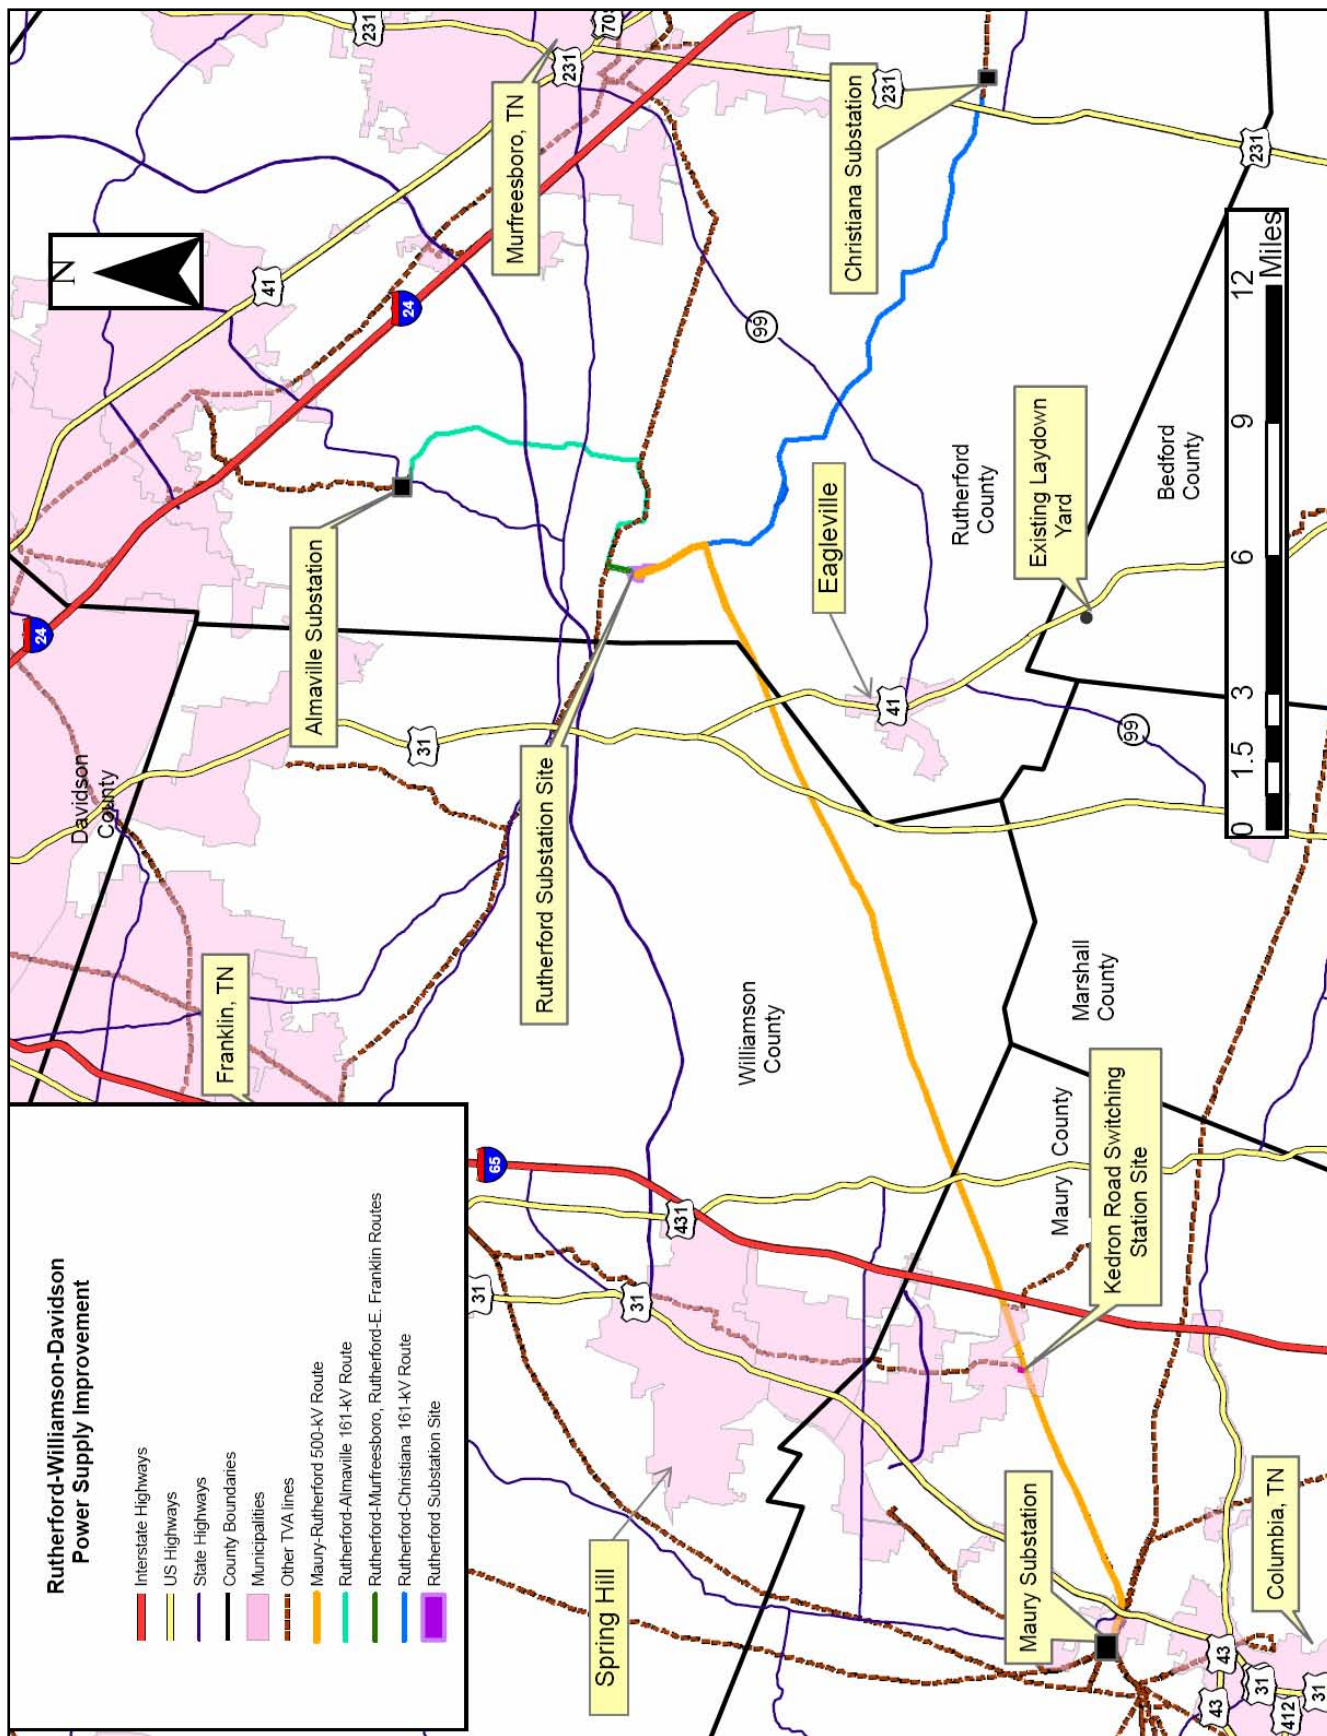 Rutherford-Williamson-Davidson
Power Supply Improvement
Interstate Highways
US Highways
State Highways
County Boundaries
Municipalities
Other TVA lines
Maury-Rutherford 500-kV Route
Rutherford-Almaville 161-kV Route
Rutherford-Murfreesboro, Rutherford-E. Franklin Routes
Rutherford-Christiana 161-kV Route
Rutherford Substation Site
N
Davidson
County
24
41
231
Franklin, TN
Almaville Substation
24
31
65
31
Murfreesboro, TN
231
70S
Rutherford Substation Site
Spring Hill
31
431
Williamson
County
99
Eagleville
41
Christiana Substation
231
Rutherford
County
Maury Substation
Maury County
Marshall
County
Existing Laydown
Yard
Kedron Road Switching
Station Site
99
Bedford
County
231
43
43
31
412
31
Columbia, TN
0 1.5 3 6 9 12
Miles